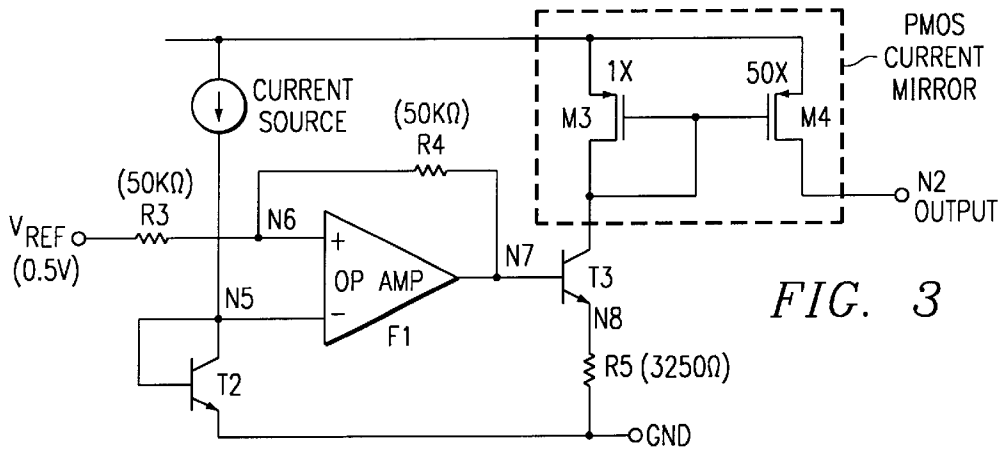 PMOS
CURRENT
MIRROR
1X
50X
M3
M4
CURRENT
SOURCE
(50KΩ)
R4
(50KΩ)
R3
N6
VREF
(0.5V)
+
OP AMP
−
F1
N7
N5
T2
T3
N8
R5 (3250Ω)
GND
N2
OUTPUT
FIG. 3